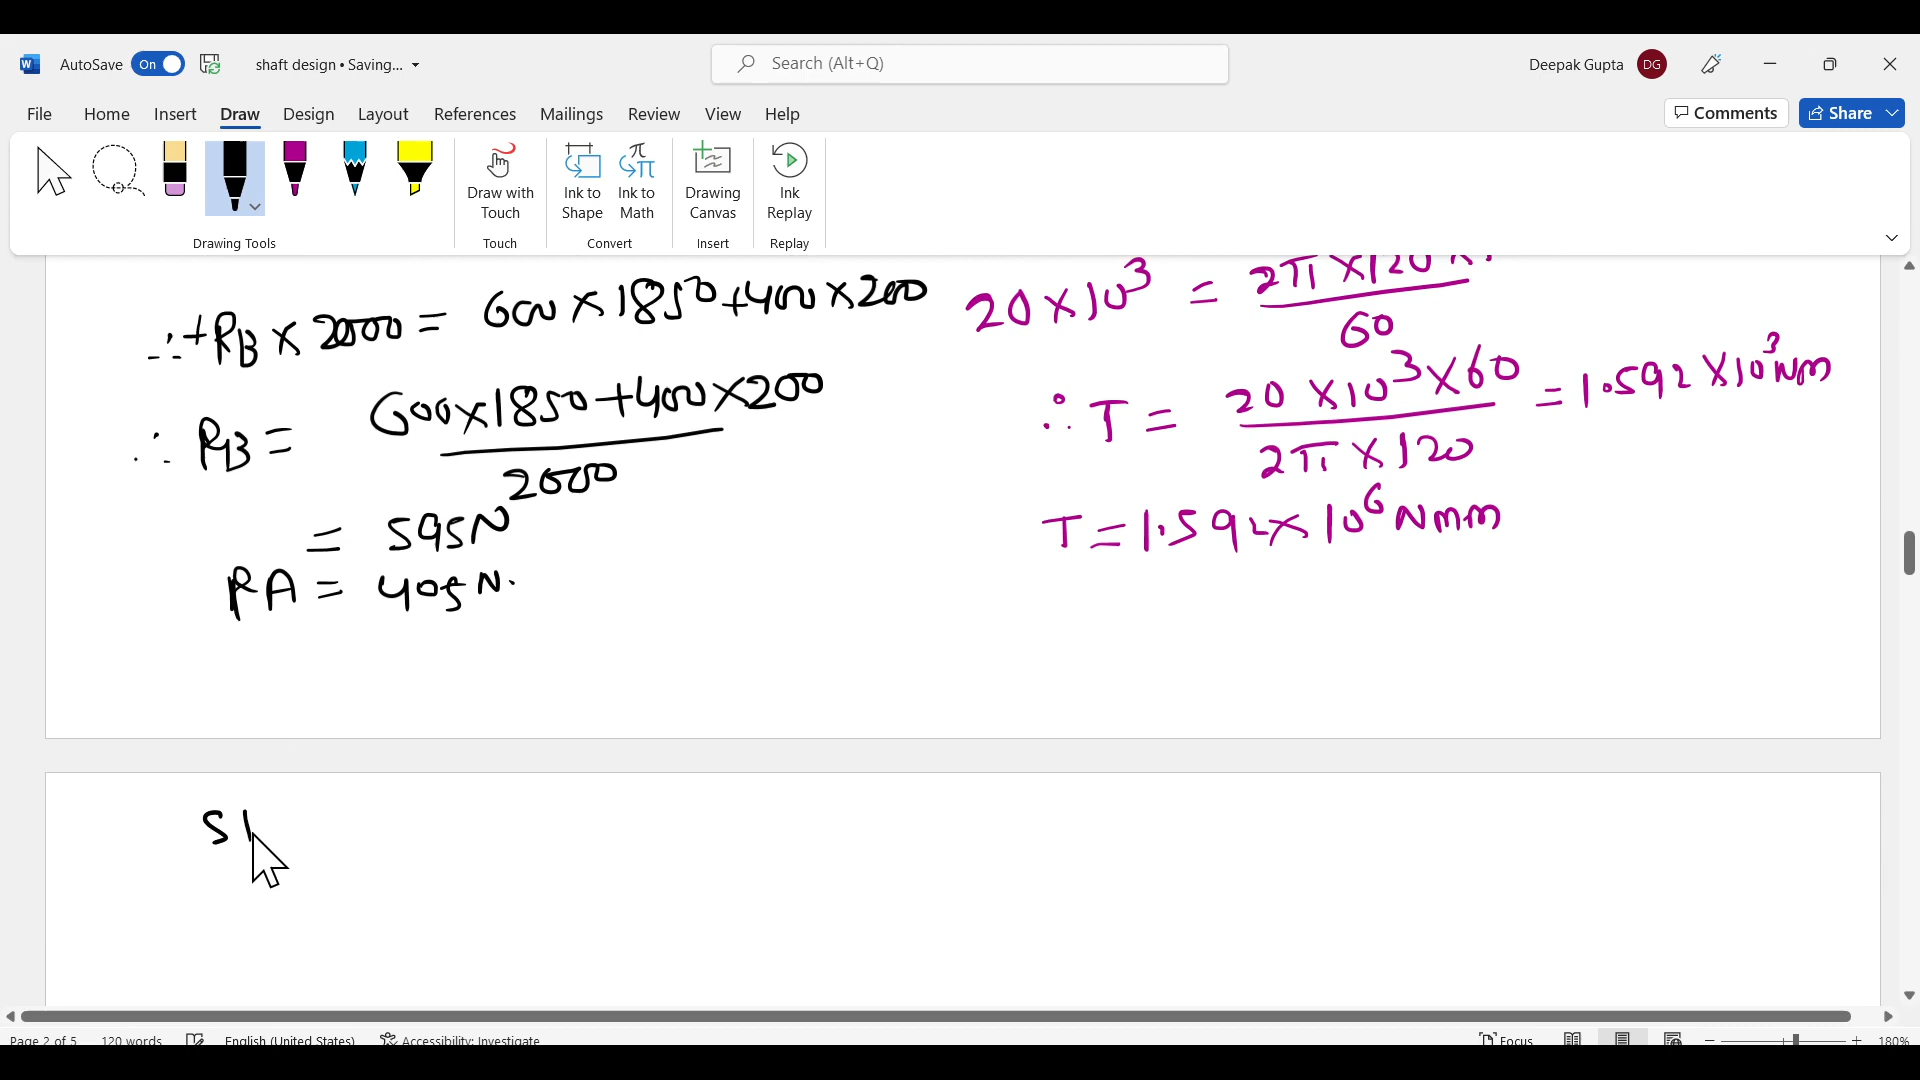 AutoSave On shaft design • Saving... Search (Alt+Q) Deepak Gupta DG
File Home Insert Draw Design Layout References Mailings Review View Help Comments Share
Draw with Touch
Ink to Shape
Ink to Math
Drawing Canvas
Ink Replay
Drawing Tools Touch Convert Insert Replay
∴ +RB × 2000 = 600 × 1850 + 400 × 200
∴ RB = 600×1850+400×200
2000
= 595N
RA = 405N.
20 × 10³ = 2π × 120 ×
60
∴ T = 20 × 10³ × 60 = 1.592 × 10³ Nm
2π × 120
T = 1.592 × 10⁶ Nmm
S
Page 2 of 5 120 words English (United States) Accessibility: Investigate Focus 180%